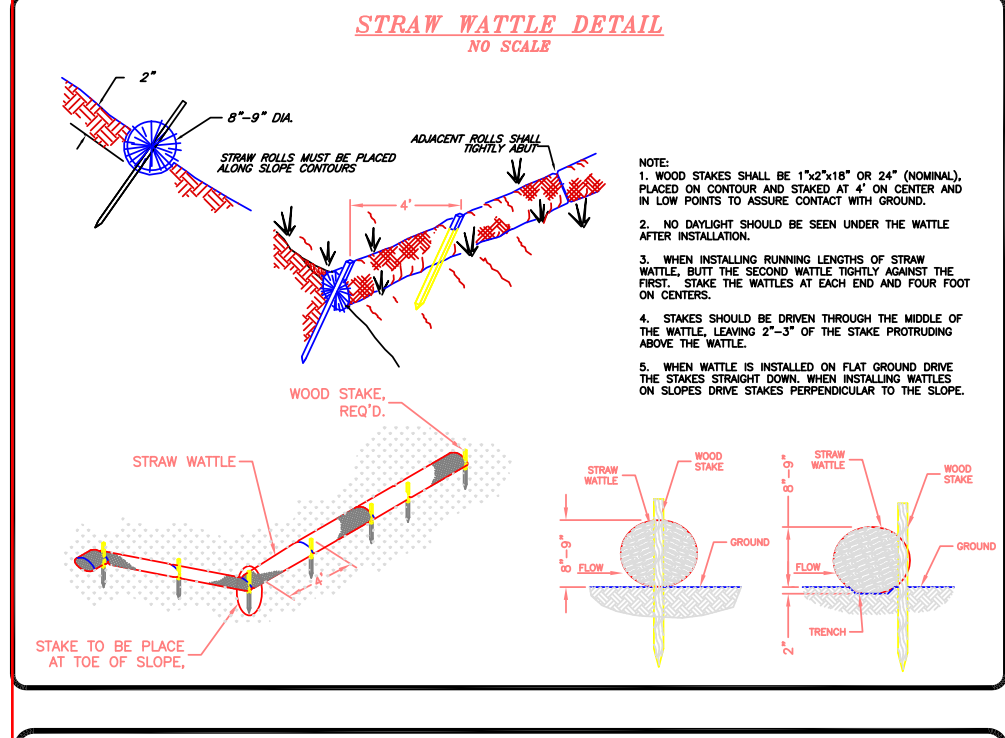 STRAW WATTLE DETAIL
NO SCALE
2"
8"-9" DIA.
STRAW ROLLS MUST BE PLACED
ALONG SLOPE CONTOURS
ADJACENT ROLLS SHALL
TIGHTLY ABUT
4'
NOTE:
1. WOOD STAKES SHALL BE 1"x2"x18" OR 24" (NOMINAL),
PLACED ON CONTOUR AND STAKED AT 4' ON CENTER AND
IN LOW POINTS TO ASSURE CONTACT WITH GROUND.
2. NO DAYLIGHT SHOULD BE SEEN UNDER THE WATTLE
AFTER INSTALLATION.
3. WHEN INSTALLING RUNNING LENGTHS OF STRAW
WATTLE, BUTT THE SECOND WATTLE TIGHTLY AGAINST THE
FIRST. STAKE THE WATTLES AT EACH END AND FOUR FOOT
ON CENTERS.
4. STAKES SHOULD BE DRIVEN THROUGH THE MIDDLE OF
THE WATTLE, LEAVING 2"-3" OF THE STAKE PROTRUDING
ABOVE THE WATTLE.
5. WHEN WATTLE IS INSTALLED ON FLAT GROUND DRIVE
THE STAKES STRAIGHT DOWN. WHEN INSTALLING WATTLES
ON SLOPES DRIVE STAKES PERPENDICULAR TO THE SLOPE.
WOOD STAKE,
REQ'D.
STRAW WATTLE
4'
STAKE TO BE PLACE
AT TOE OF SLOPE,
STRAW
WATTLE
WOOD
STAKE
8"-9"
FLOW
GROUND
STRAW
WATTLE
WOOD
STAKE
8"-9"
FLOW
GROUND
TRENCH
2"